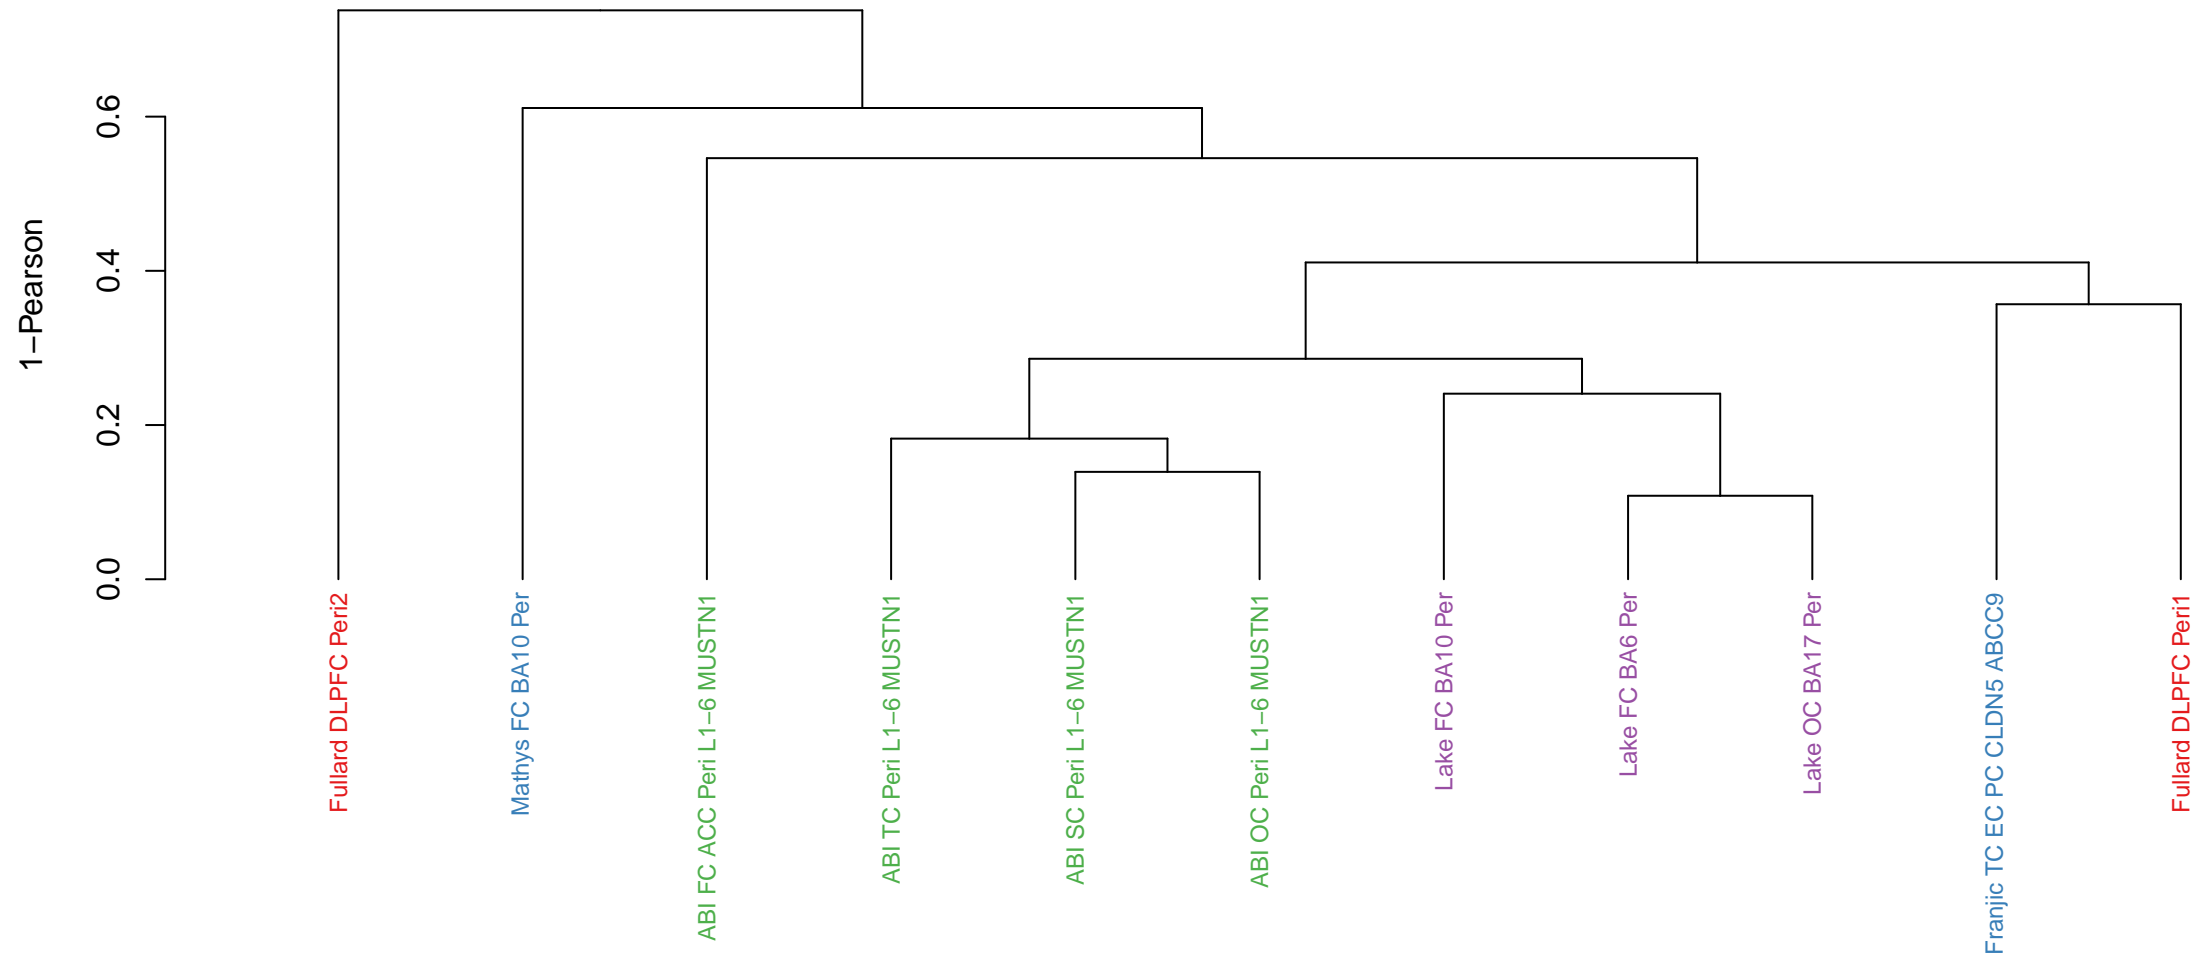 1−Pearson
0.6
0.4
0.2
0.0
Fullard DLPFC Peri2
Mathys FC BA10 Per
ABI FC ACC Peri L1−6 MUSTN1
ABI TC Peri L1−6 MUSTN1
ABI SC Peri L1−6 MUSTN1
ABI OC Peri L1−6 MUSTN1
Lake FC BA10 Per
Lake FC BA6 Per
Lake OC BA17 Per
Franjic TC EC PC CLDN5 ABCC9
Fullard DLPFC Peri1